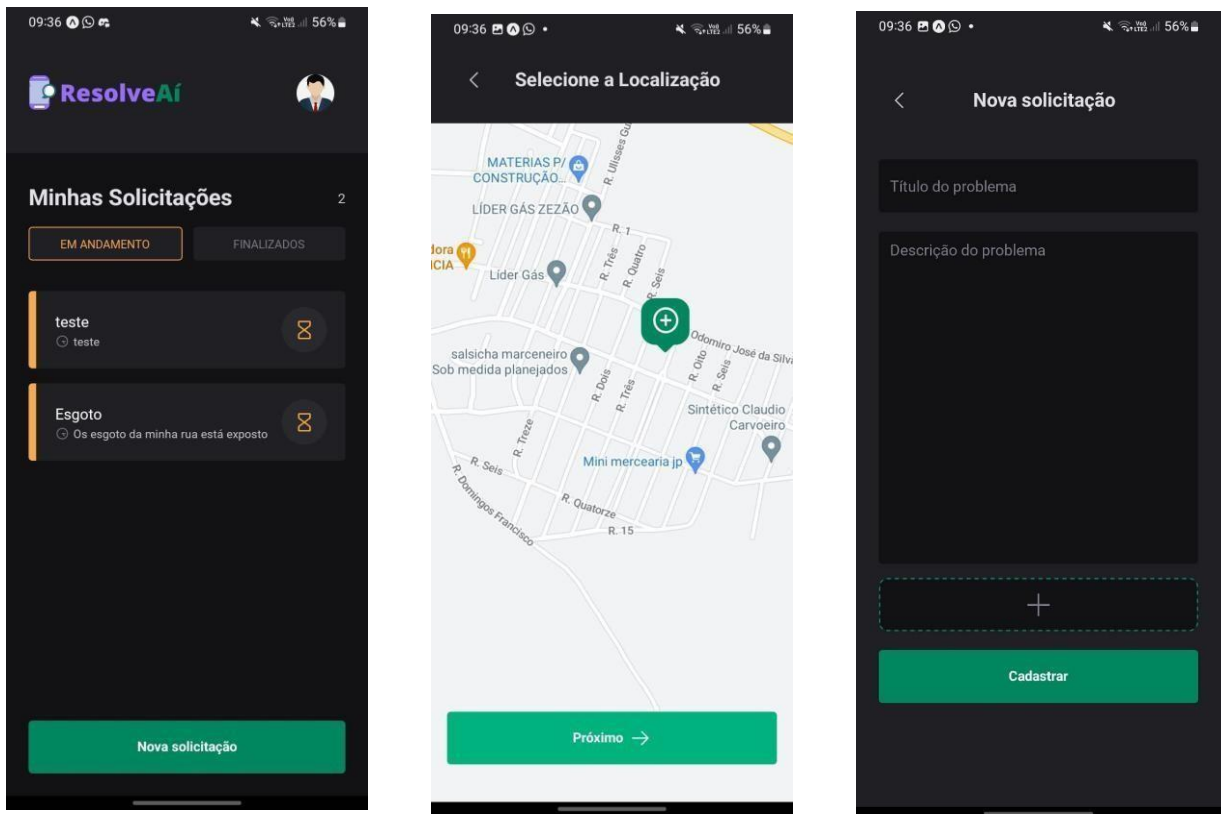 09:36
56%
ResolveAí
Minhas Solicitações
2
EM ANDAMENTO
FINALIZADOS
teste
teste
Esgoto
Os esgoto da minha rua está exposto
Nova solicitação
09:36
56%
Selecione a Localização
R. Ulisses Gu
MATERIAS P/
CONSTRUÇÃO...
LÍDER GÁS ZEZÃO
R. 1
dora
ICIA
R. Três
R. Quatro
Líder Gás
R. Seis
Odomiro José da Silva
salsicha marceneiro
Sob medida planejados
R. Oito
R. Seis
R. Dois
R. Três
Sintético Claudio
Carvoeiro
R. Treze
Mini mercearia jp
R. Seis
R. Domingos Francisco
R. Quatorze
R. 15
Próximo
09:36
56%
Nova solicitação
Título do problema
Descrição do problema
Cadastrar